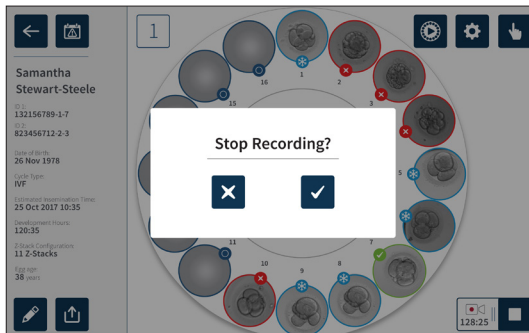 1
Samantha
Stewart-Steele
ID 1:
132156789-1-7
ID 2:
823456712-2-3
Date of Birth:
26 Nov 1978
Cycle Type:
IVF
Estimated Insemination Time:
25 Oct 2017 10:35
Development Hours:
120:35
Z-Stack Configuration:
11 Z-Stacks
Egg age:
38 years
16
1
2
15
3
Stop Recording?
5
11
7
10
9
8
128:25